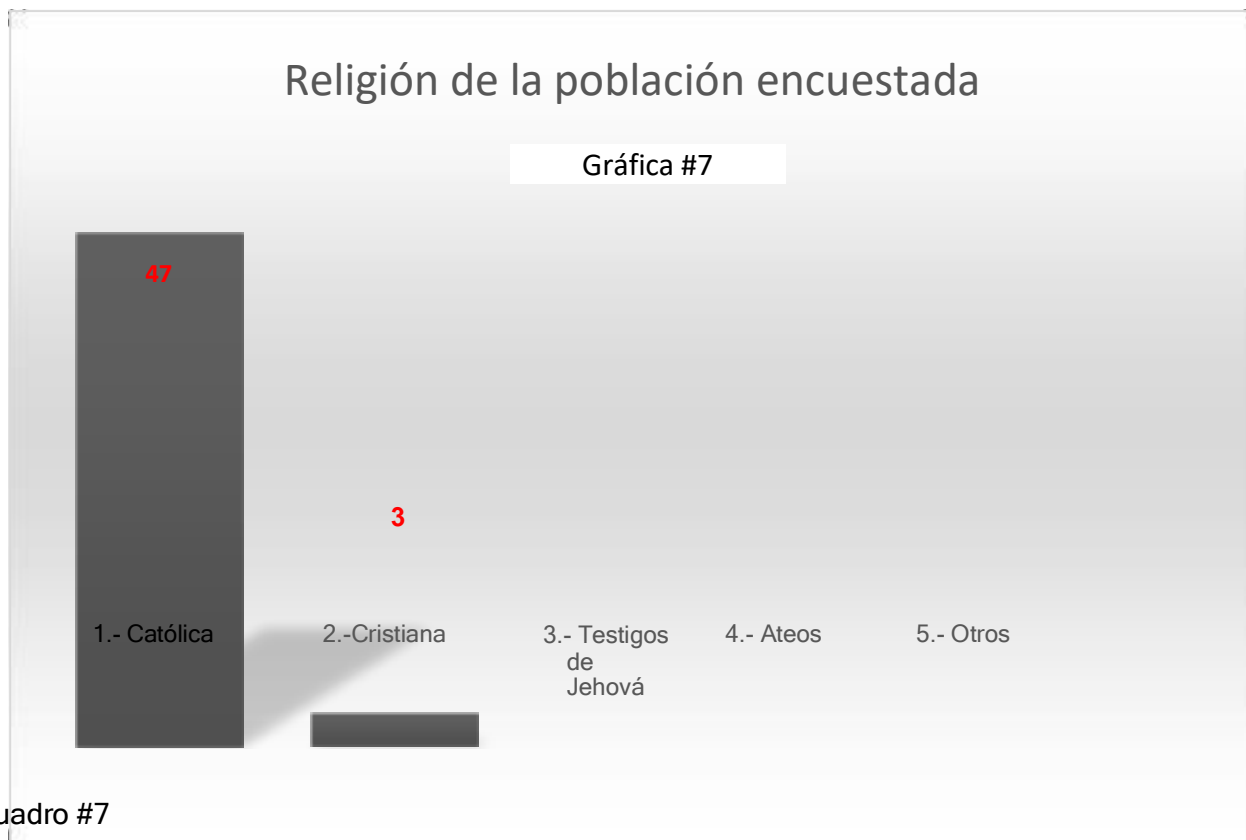 Religión de la población encuestada
Gráfica #7
47
3
1.- Católica
2.-Cristiana
3.- Testigos
de
Jehová
4.- Ateos
5.- Otros
uadro #7